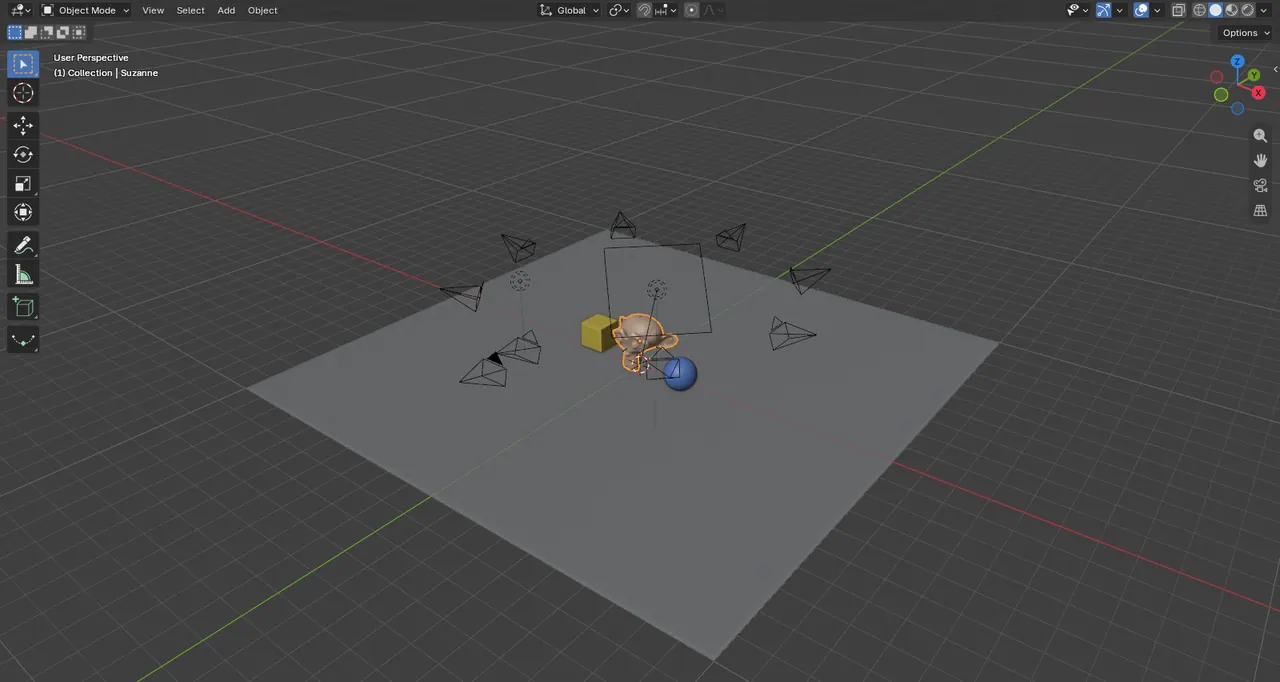 Object Mode View Select Add Object Global
Options
User Perspective
(1) Collection | Suzanne
Z
Y
X